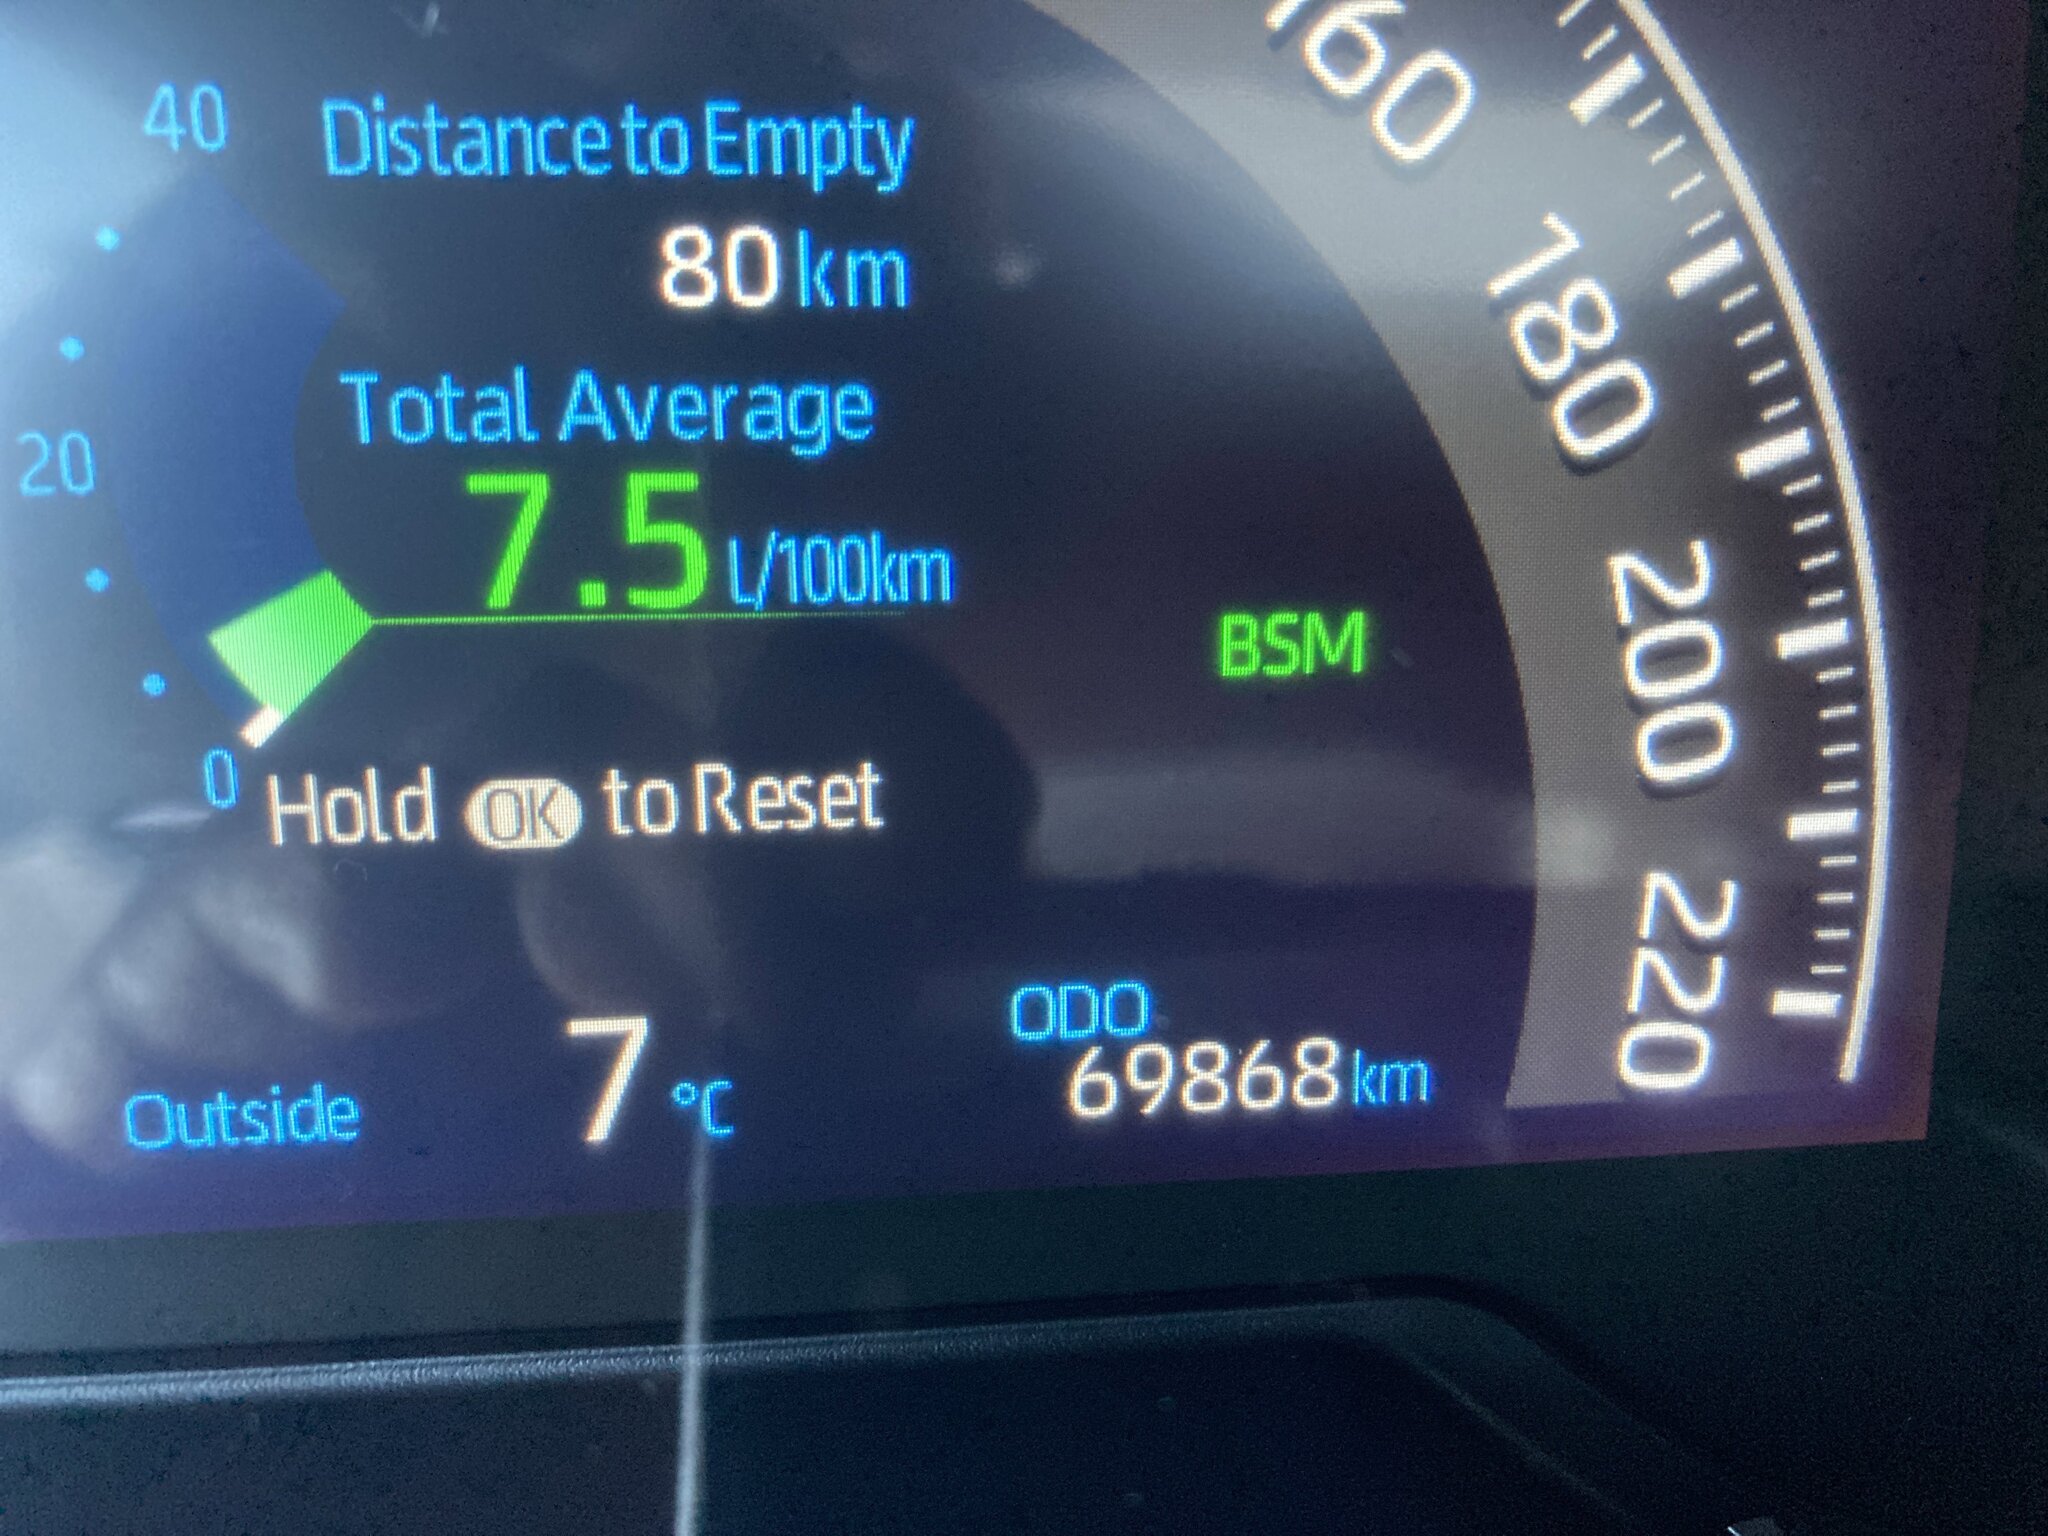 40
Distance to Empty
80 km
Total Average
20
7.5 L/100km
BSM
0
Hold OK to Reset
Outside
7 °C
ODO
69868 km
160
180
200
220